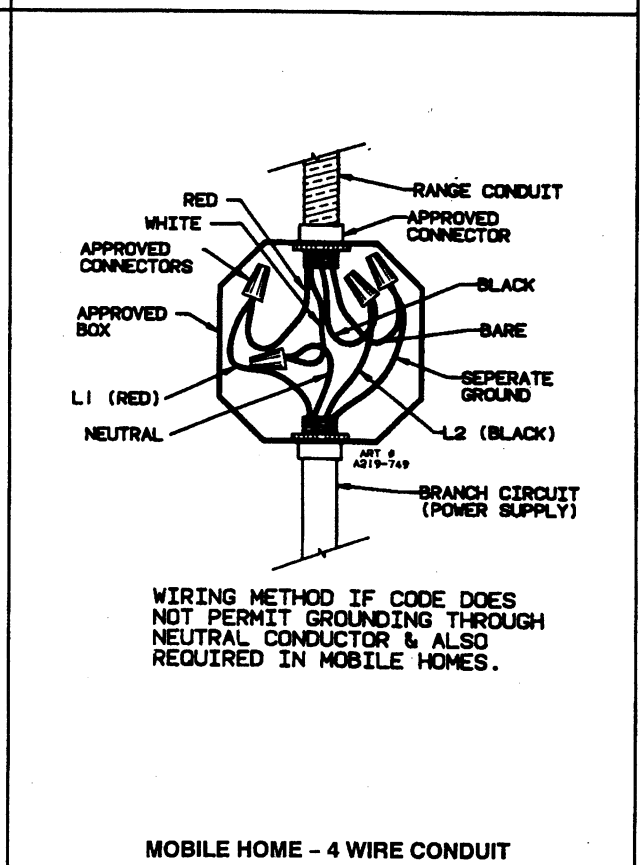 RANGE CONDUIT
RED
WHITE
APPROVED
CONNECTOR
APPROVED
CONNECTORS
BLACK
APPROVED
BOX
BARE
L1 (RED)
SEPERATE
GROUND
NEUTRAL
L2 (BLACK)
ART #
A219-749
BRANCH CIRCUIT
(POWER SUPPLY)
WIRING METHOD IF CODE DOES
NOT PERMIT GROUNDING THROUGH
NEUTRAL CONDUCTOR & ALSO
REQUIRED IN MOBILE HOMES.
MOBILE HOME – 4 WIRE CONDUIT